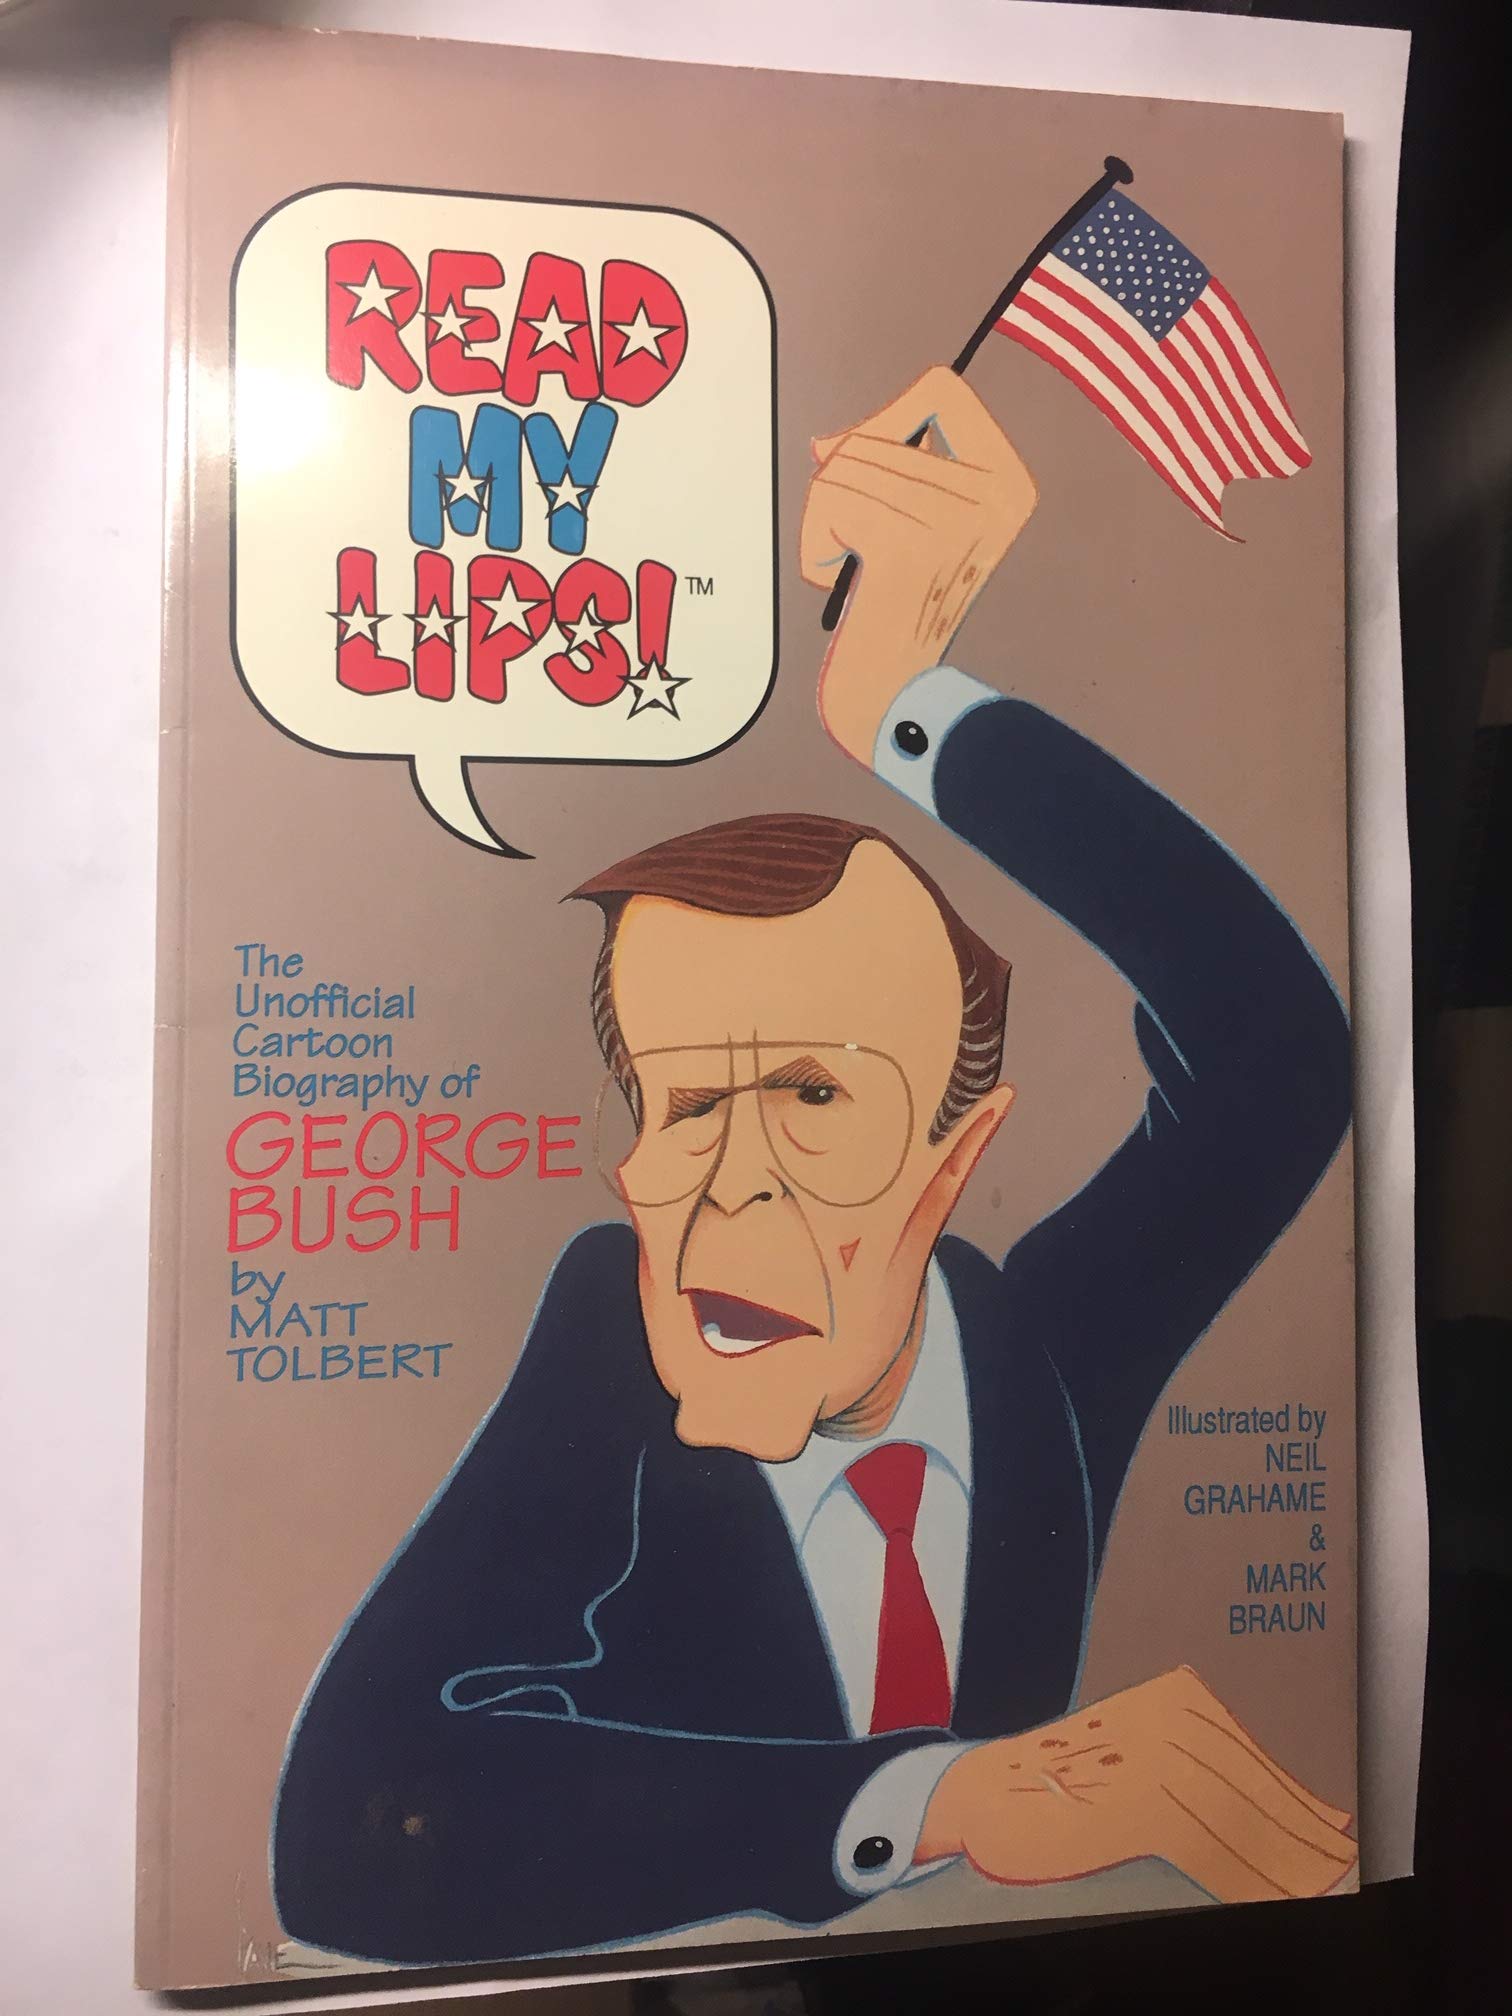 READ
MY
LIPS! ™
The
Unofficial
Cartoon
Biography of
GEORGE
BUSH
by
MATT
TOLBERT
Illustrated by
NEIL
GRAHAME
&
MARK
BRAUN